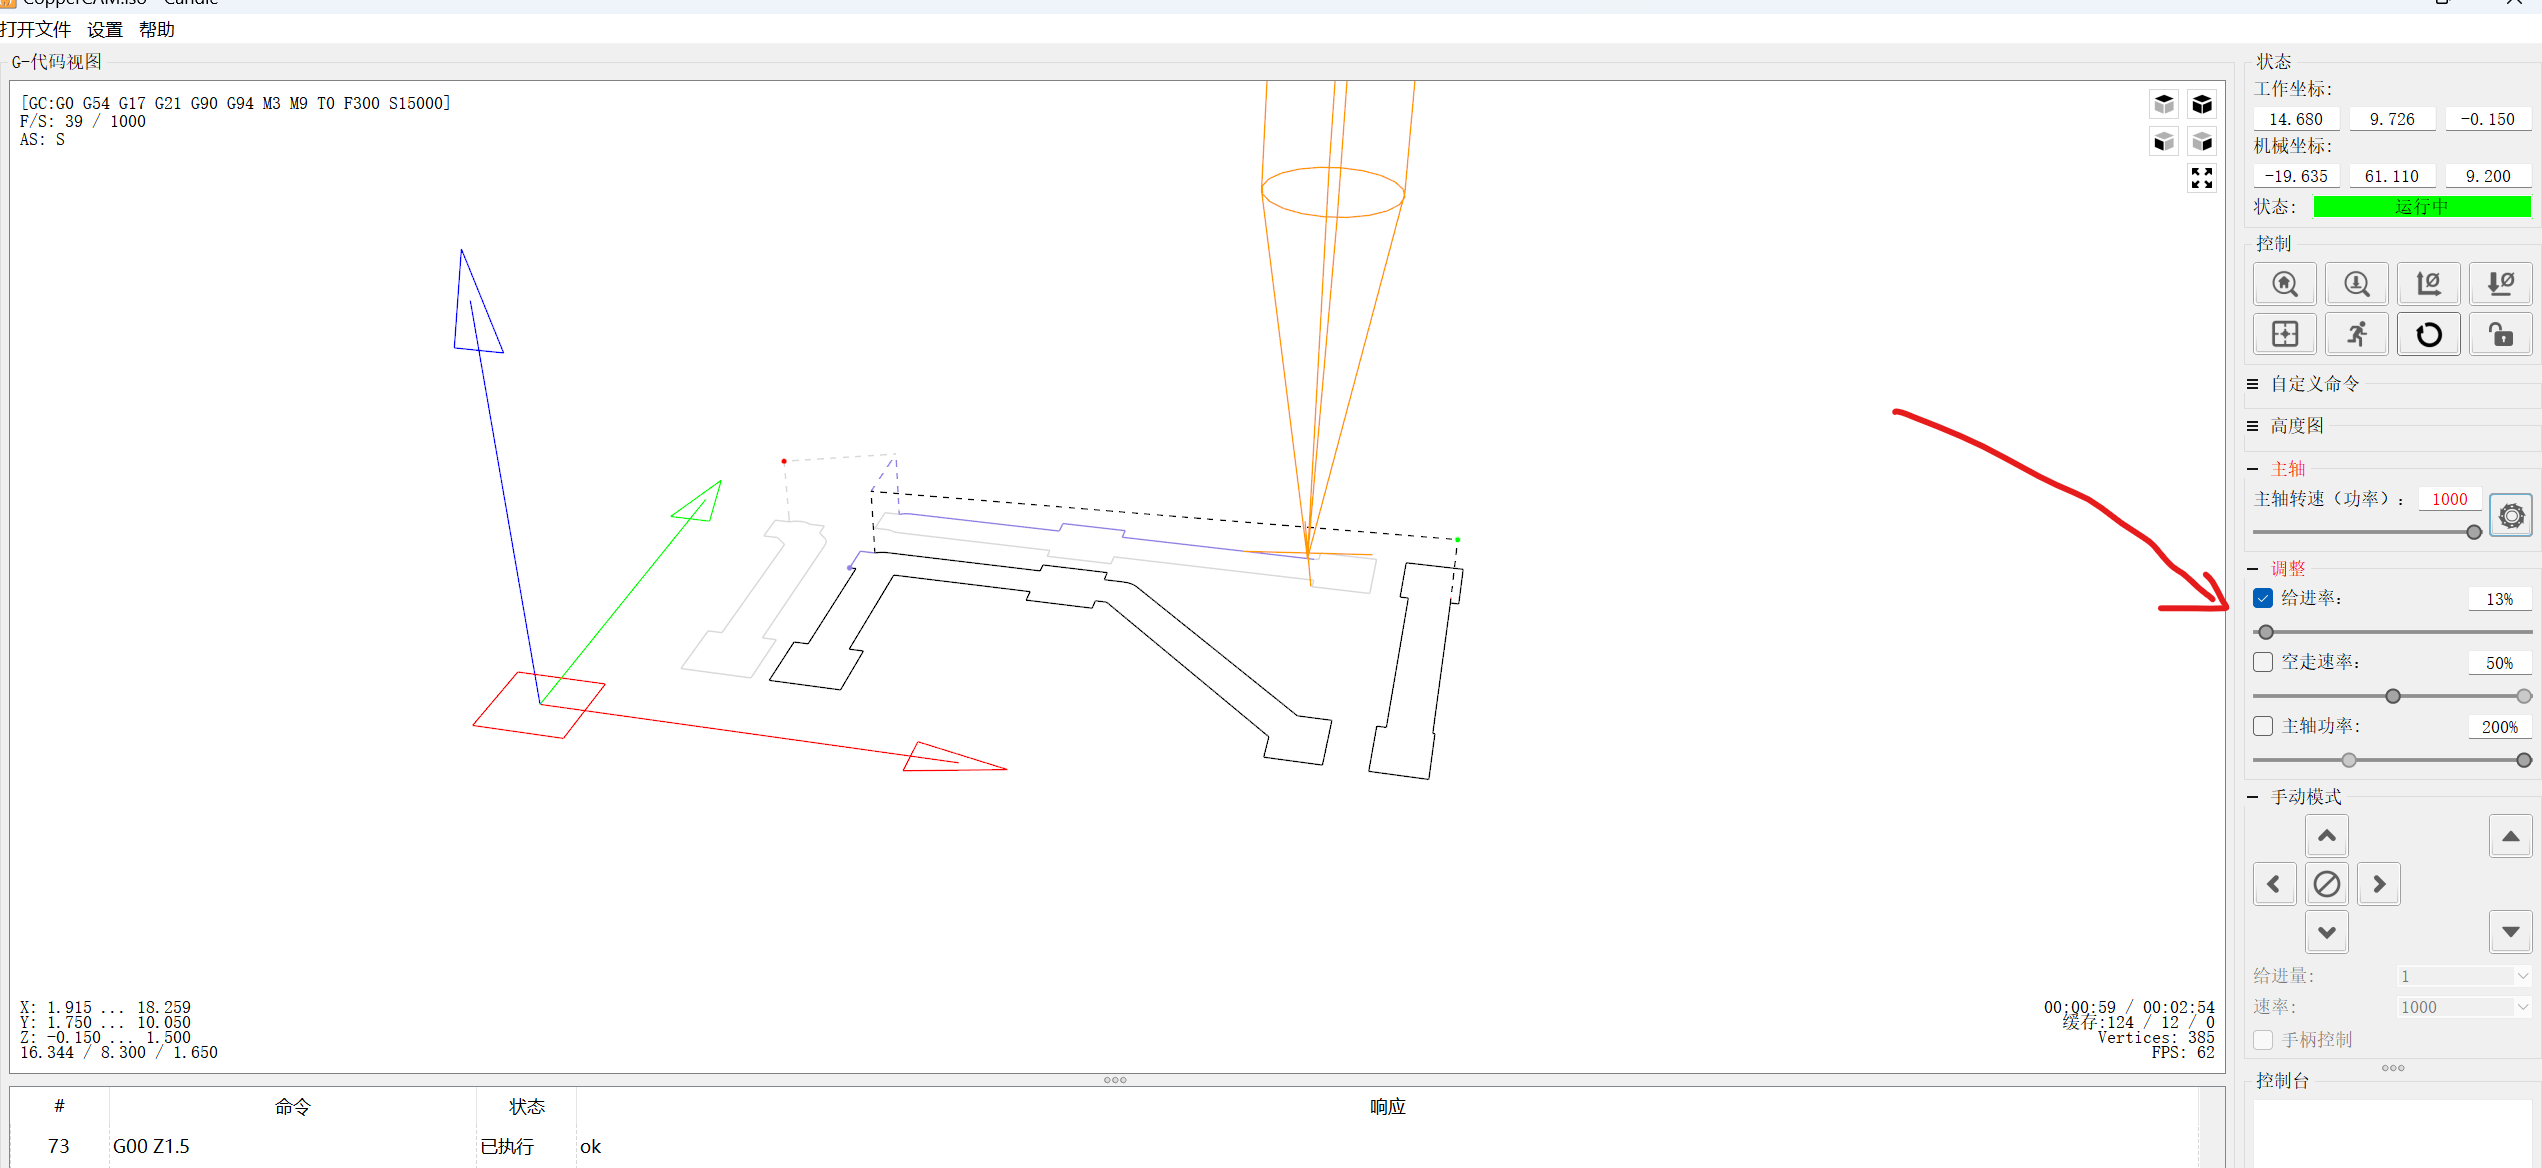 CopperCAM.iso - Candle
打开文件 设置 帮助
G-代码视图
[GC:G0 G54 G17 G21 G90 G94 M3 M9 T0 F300 S15000]
F/S: 39 / 1000
AS: S
X: 1.915 ... 18.259
Y: 1.750 ... 10.050
Z: -0.150 ... 1.500
16.344 / 8.300 / 1.650
00:00:59 / 00:02:54
缓存:124 / 12 / 0
Vertices: 385
FPS: 62
# 命令 状态 响应
73 G00 Z1.5 已执行 ok
状态
工作坐标:
14.680 9.726 -0.150
机械坐标:
-19.635 61.110 9.200
状态: 运行中
控制
自定义命令
高度图
主轴
主轴转速（功率）: 1000
调整
给进率: 13%
空走速率: 50%
主轴功率: 200%
手动模式
给进量: 1
速率: 1000
手柄控制
控制台